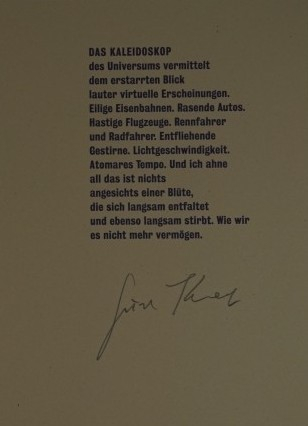 DAS KALEIDOSKOP
des Universums vermittelt
dem erstarrten Blick
lauter virtuelle Erscheinungen.
Eilige Eisenbahnen. Rasende Autos.
Hastige Flugzeuge. Rennfahrer
und Radfahrer. Entfliehende
Gestirne. Lichtgeschwindigkeit.
Atomares Tempo. Und ich ahne
all das ist nichts
angesichts einer Blüte,
die sich langsam entfaltet
und ebenso langsam stirbt. Wie wir
es nicht mehr vermögen.